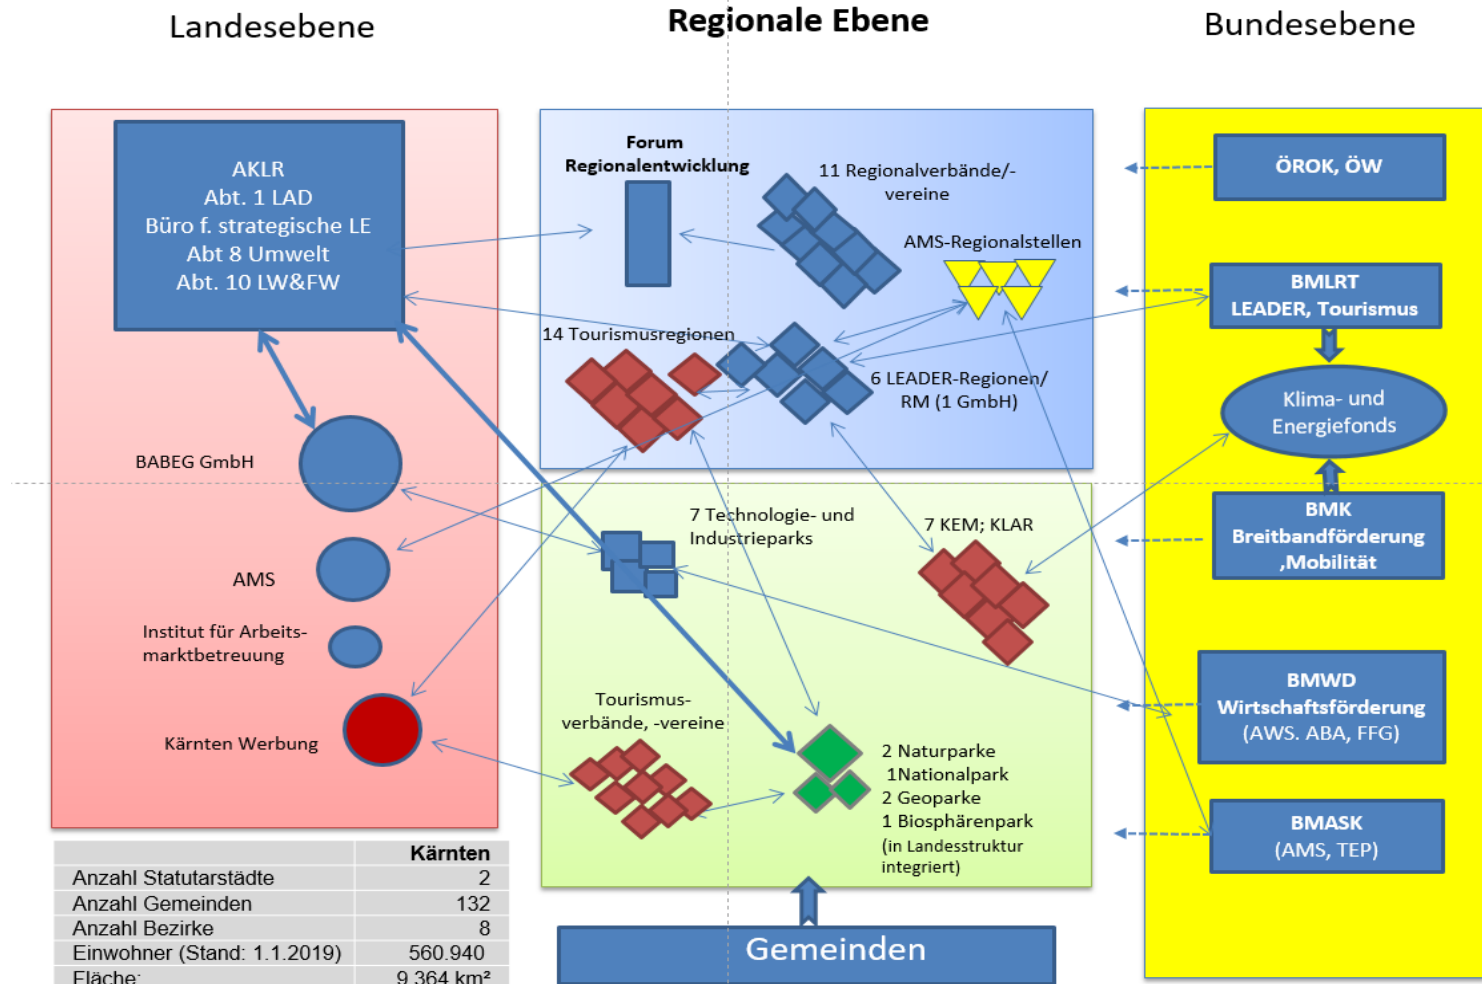 Landesebene
Regionale Ebene
Bundesebene
AKLR
Abt. 1 LAD
Büro f. strategische LE
Abt 8 Umwelt
Abt. 10 LW&FW
BABEG GmbH
AMS
Institut für Arbeits-
marktbetreuung
Kärnten Werbung
Forum
Regionalentwicklung
11 Regionalverbände/-
vereine
AMS-Regionalstellen
14 Tourismusregionen
6 LEADER-Regionen/
RM (1 GmbH)
7 Technologie- und
Industrieparks
7 KEM; KLAR
Tourismus-
verbände, -vereine
2 Naturparke
1Nationalpark
2 Geoparke
1 Biosphärenpark
(in Landesstruktur
integriert)
Gemeinden
ÖROK, ÖW
BMLRT
LEADER, Tourismus
Klima- und
Energiefonds
BMK
Breitbandförderung
,Mobilität
BMWD
Wirtschaftsförderung
(AWS. ABA, FFG)
BMASK
(AMS, TEP)
Kärnten
Anzahl Statutarstädte 2
Anzahl Gemeinden 132
Anzahl Bezirke 8
Einwohner (Stand: 1.1.2019) 560.940
Fläche: 9.364 km²